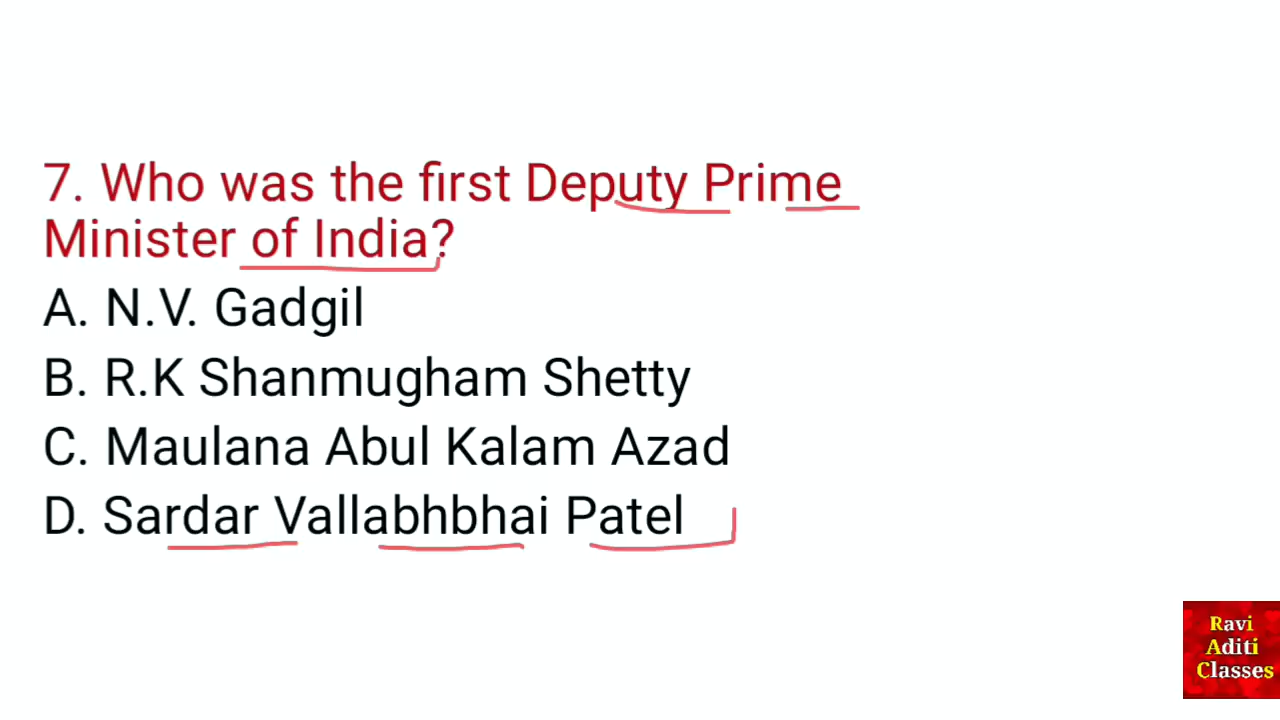 7. Who was the first Deputy Prime
Minister of India?
A. N.V. Gadgil
B. R.K Shanmugham Shetty
C. Maulana Abul Kalam Azad
D. Sardar Vallabhbhai Patel
Ravi
Aditi
Classes